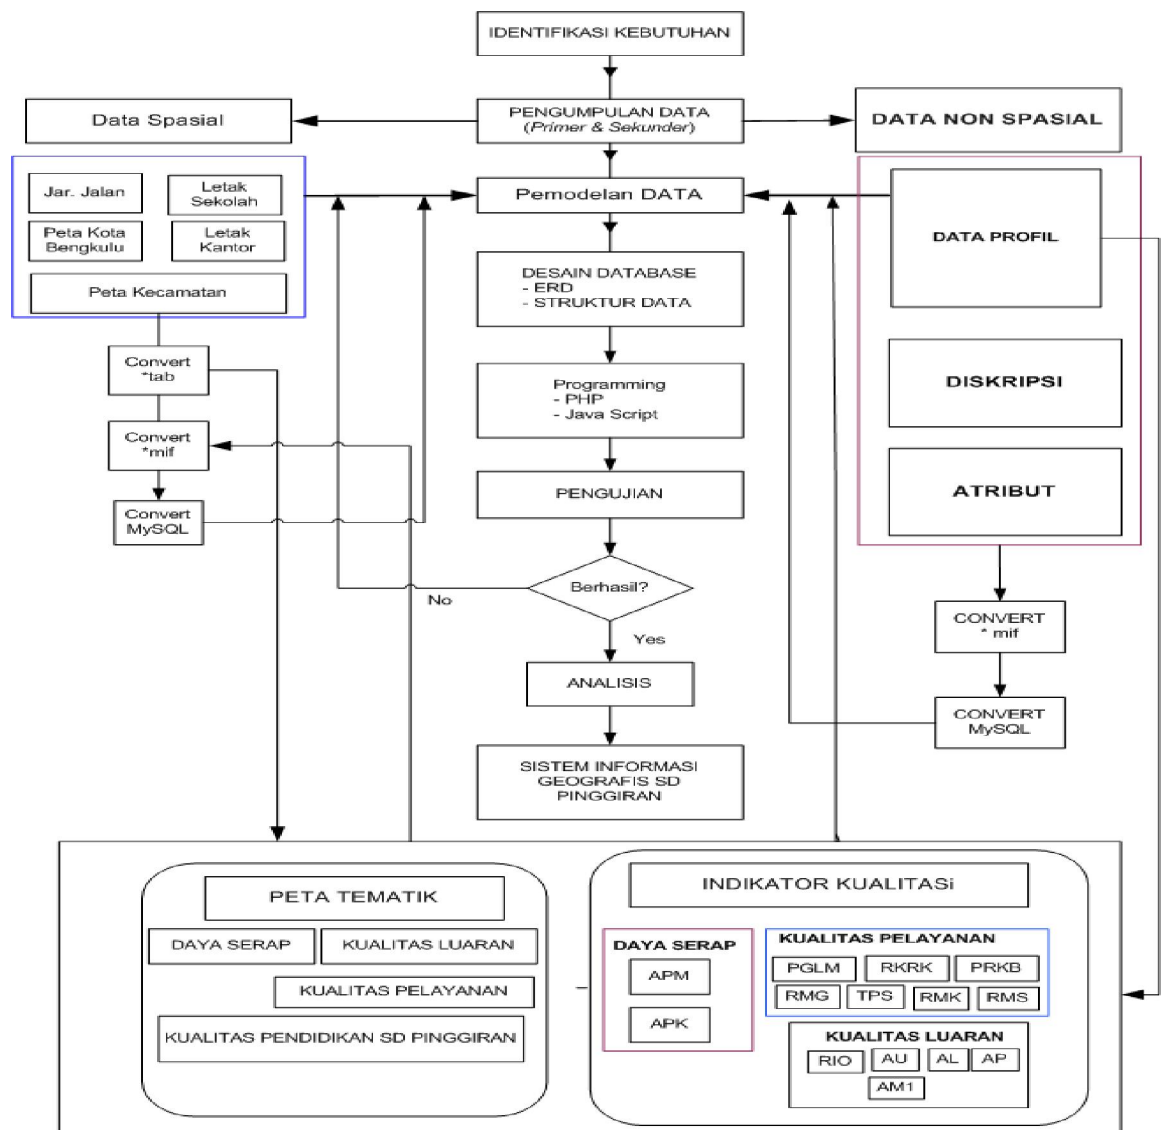 IDENTIFIKASI KEBUTUHAN
Data Spasial
PENGUMPULAN DATA
(Primer & Sekunder)
DATA NON SPASIAL
Jar. Jalan
Letak
Sekolah
Peta Kota
Bengkulu
Letak
Kantor
Peta Kecamatan
Pemodelan DATA
DATA PROFIL
DESAIN DATABASE
- ERD
- STRUKTUR DATA
Convert
*tab
Programming
- PHP
- Java Script
DISKRIPSI
Convert
*mif
ATRIBUT
PENGUJIAN
Convert
MySQL
Berhasil?
No
Yes
CONVERT
* mif
ANALISIS
CONVERT
MySQL
SISTEM INFORMASI
GEOGRAFIS SD
PINGGIRAN
PETA TEMATIK
DAYA SERAP
KUALITAS LUARAN
KUALITAS PELAYANAN
KUALITAS PENDIDIKAN SD PINGGIRAN
INDIKATOR KUALITASi
DAYA SERAP
APM
APK
KUALITAS PELAYANAN
PGLM
RKRK
PRKB
RMG
TPS
RMK
RMS
KUALITAS LUARAN
RIO
AU
AL
AP
AM1